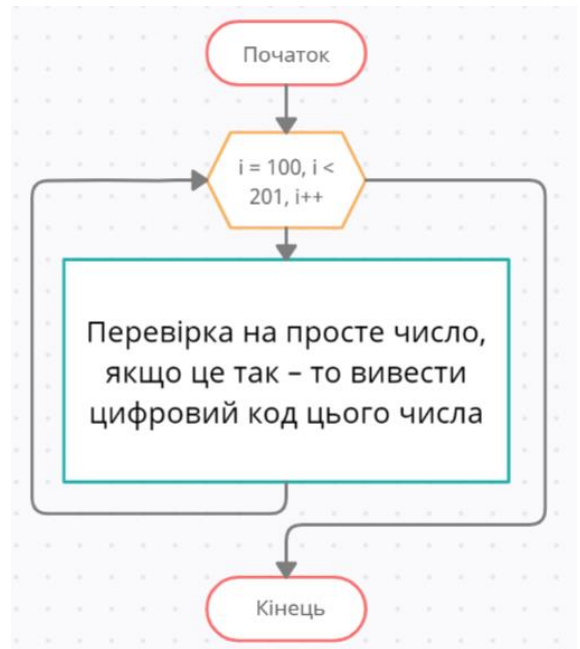 Початок
i = 100, i <
201, i++
Перевірка на просте число,
якщо це так – то вивести
цифровий код цього числа
Кінець